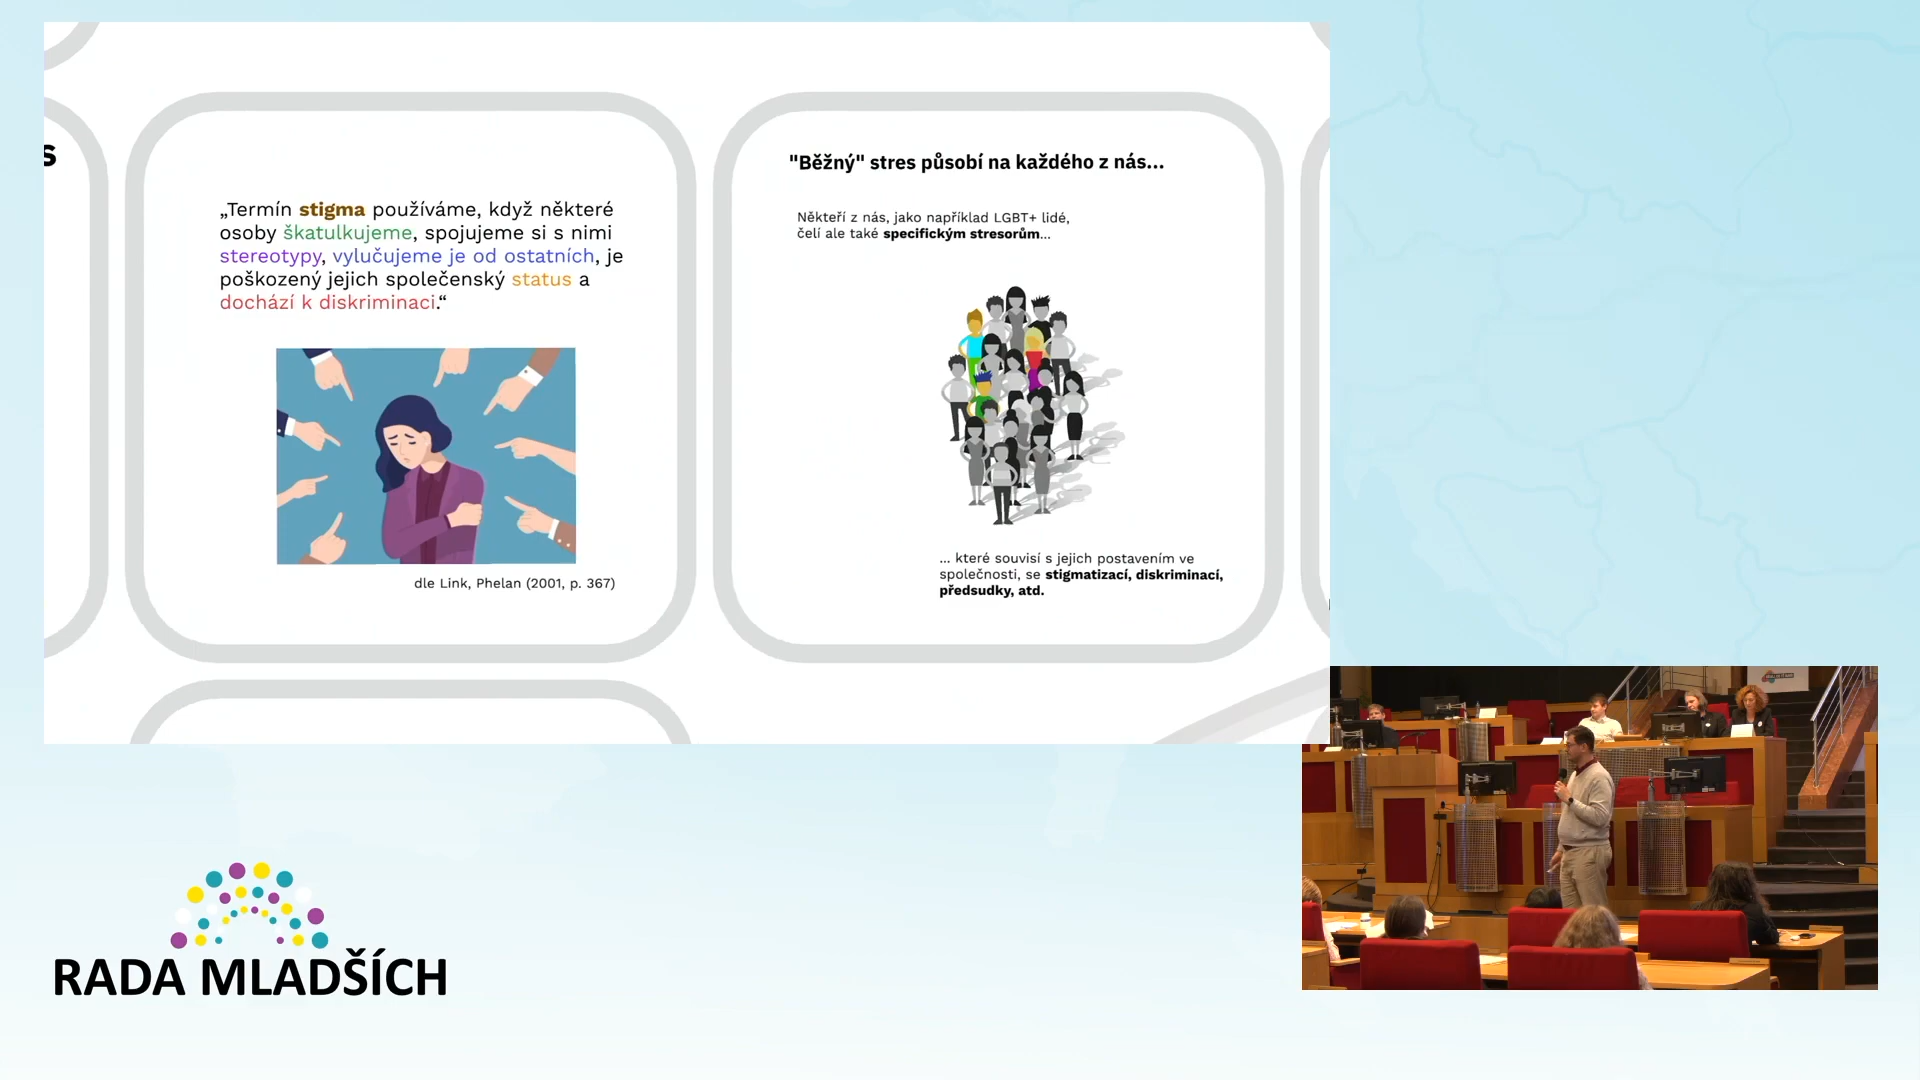 s
„Termín stigma používáme, když některé
osoby škatulkujeme, spojujeme si s nimi
stereotypy, vylučujeme je od ostatních, je
poškozený jejich společenský status a
dochází k diskriminaci.“
dle Link, Phelan (2001, p. 367)
"Běžný" stres působí na každého z nás...
Někteří z nás, jako například LGBT+ lidé,
čelí ale také specifickým stresorům...
... které souvisí s jejich postavením ve
společnosti, se stigmatizací, diskriminací,
předsudky, atd.
RADA MLADŠÍCH